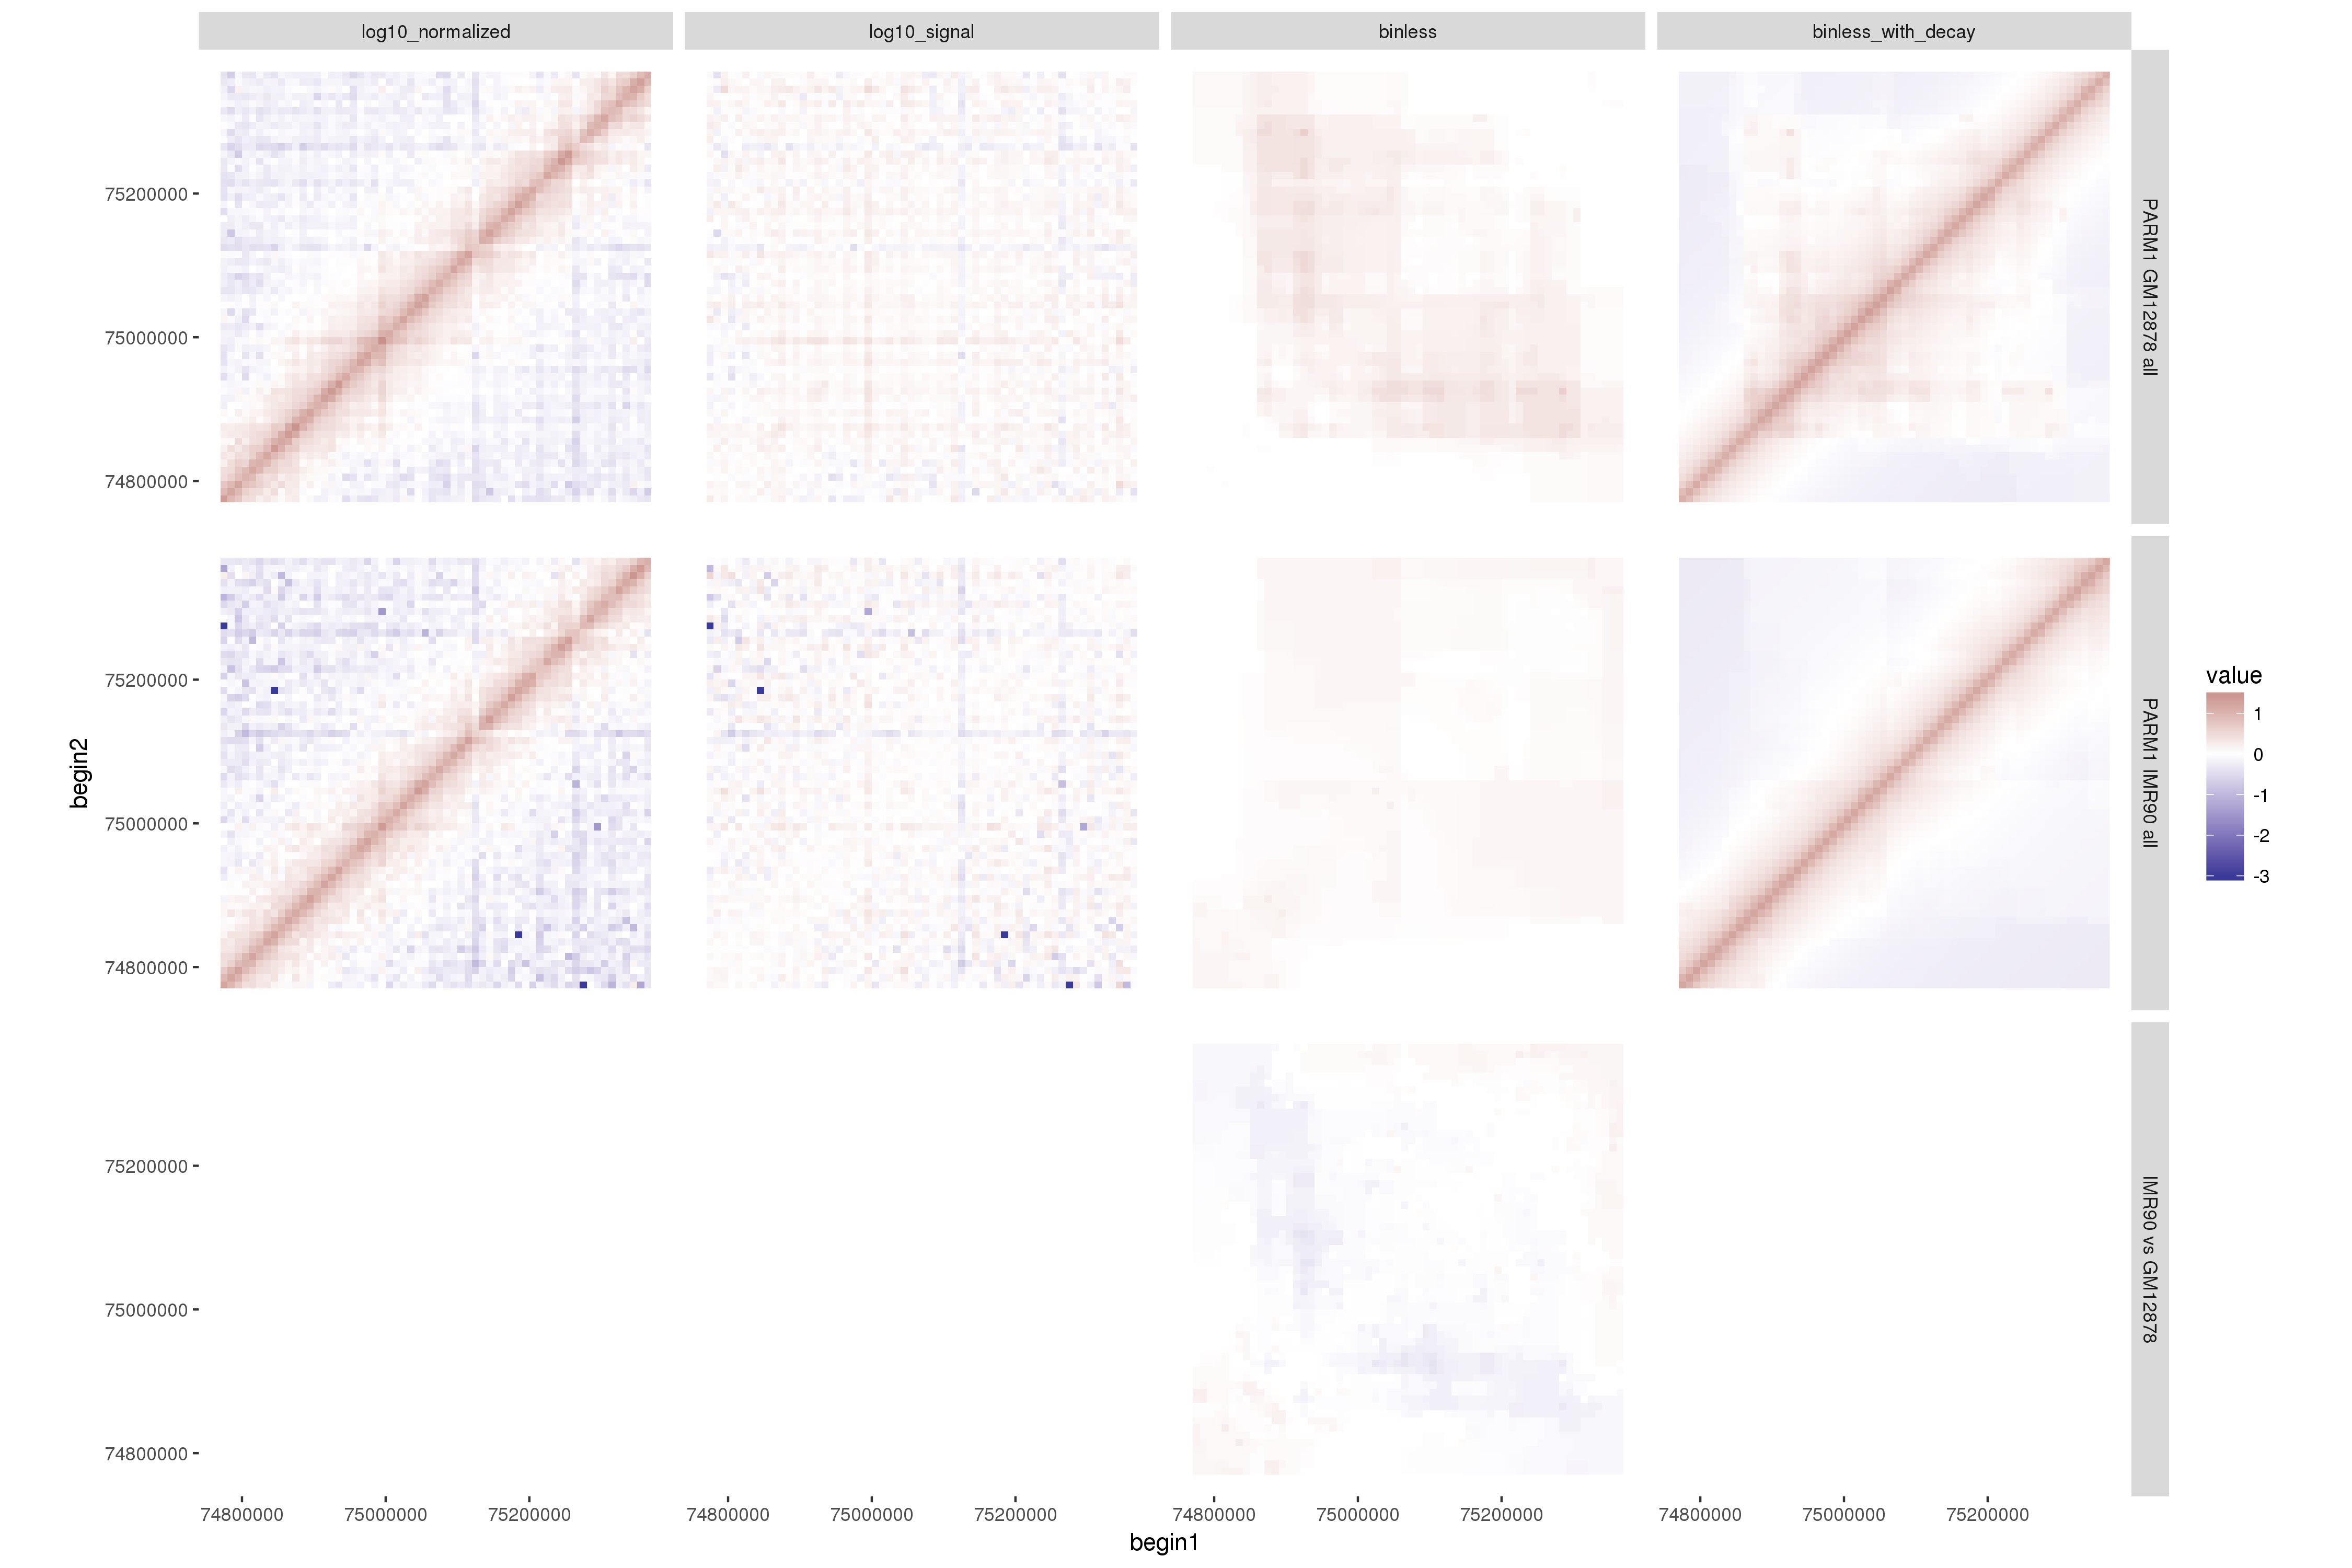 log10_normalized log10_signal binless binless_with_decay
75200000
75000000
74800000
PARM1 GM12878 all
75200000
75000000
74800000
PARM1 IMR90 all
75200000
75000000
74800000
IMR90 vs GM12878
begin2
74800000 75000000 75200000 74800000 75000000 75200000 74800000 75000000 75200000 74800000 75000000 75200000
begin1
value
1
0
-1
-2
-3